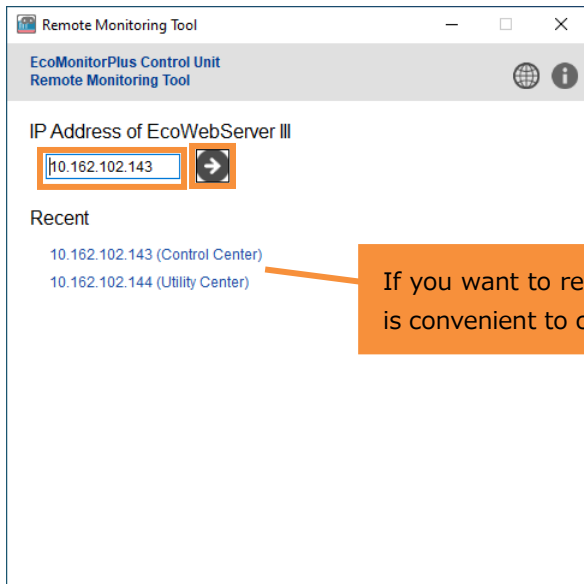 Remote Monitoring Tool
EcoMonitorPlus Control Unit
Remote Monitoring Tool
IP Address of EcoWebServer III
10.162.102.143
Recent
10.162.102.143 (Control Center)
10.162.102.144 (Utility Center)
If you want to re
is convenient to